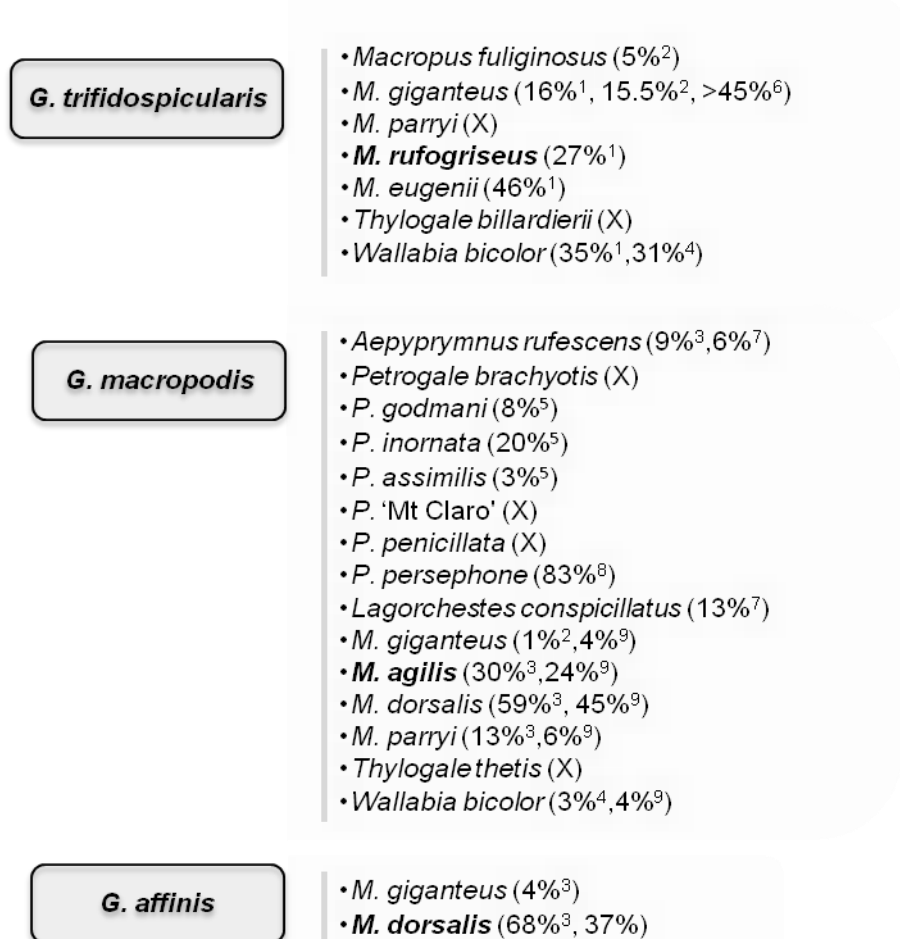 G. trifidospicularis
• Macropus fuliginosus (5%²)
• M. giganteus (16%¹, 15.5%², >45%⁶)
• M. parryi (X)
• M. rufogriseus (27%¹)
• M. eugenii (46%¹)
• Thylogale billardierii (X)
• Wallabia bicolor (35%¹,31%⁴)
G. macropodis
• Aepyprymnus rufescens (9%³,6%⁷)
• Petrogale brachyotis (X)
• P. godmani (8%⁵)
• P. inornata (20%⁵)
• P. assimilis (3%⁵)
• P. ‘Mt Claro' (X)
• P. penicillata (X)
• P. persephone (83%⁸)
• Lagorchestes conspicillatus (13%⁷)
• M. giganteus (1%²,4%⁹)
• M. agilis (30%³,24%⁹)
• M. dorsalis (59%³, 45%⁹)
• M. parryi (13%³,6%⁹)
• Thylogale thetis (X)
• Wallabia bicolor (3%⁴,4%⁹)
G. affinis
• M. giganteus (4%³)
• M. dorsalis (68%³, 37%)